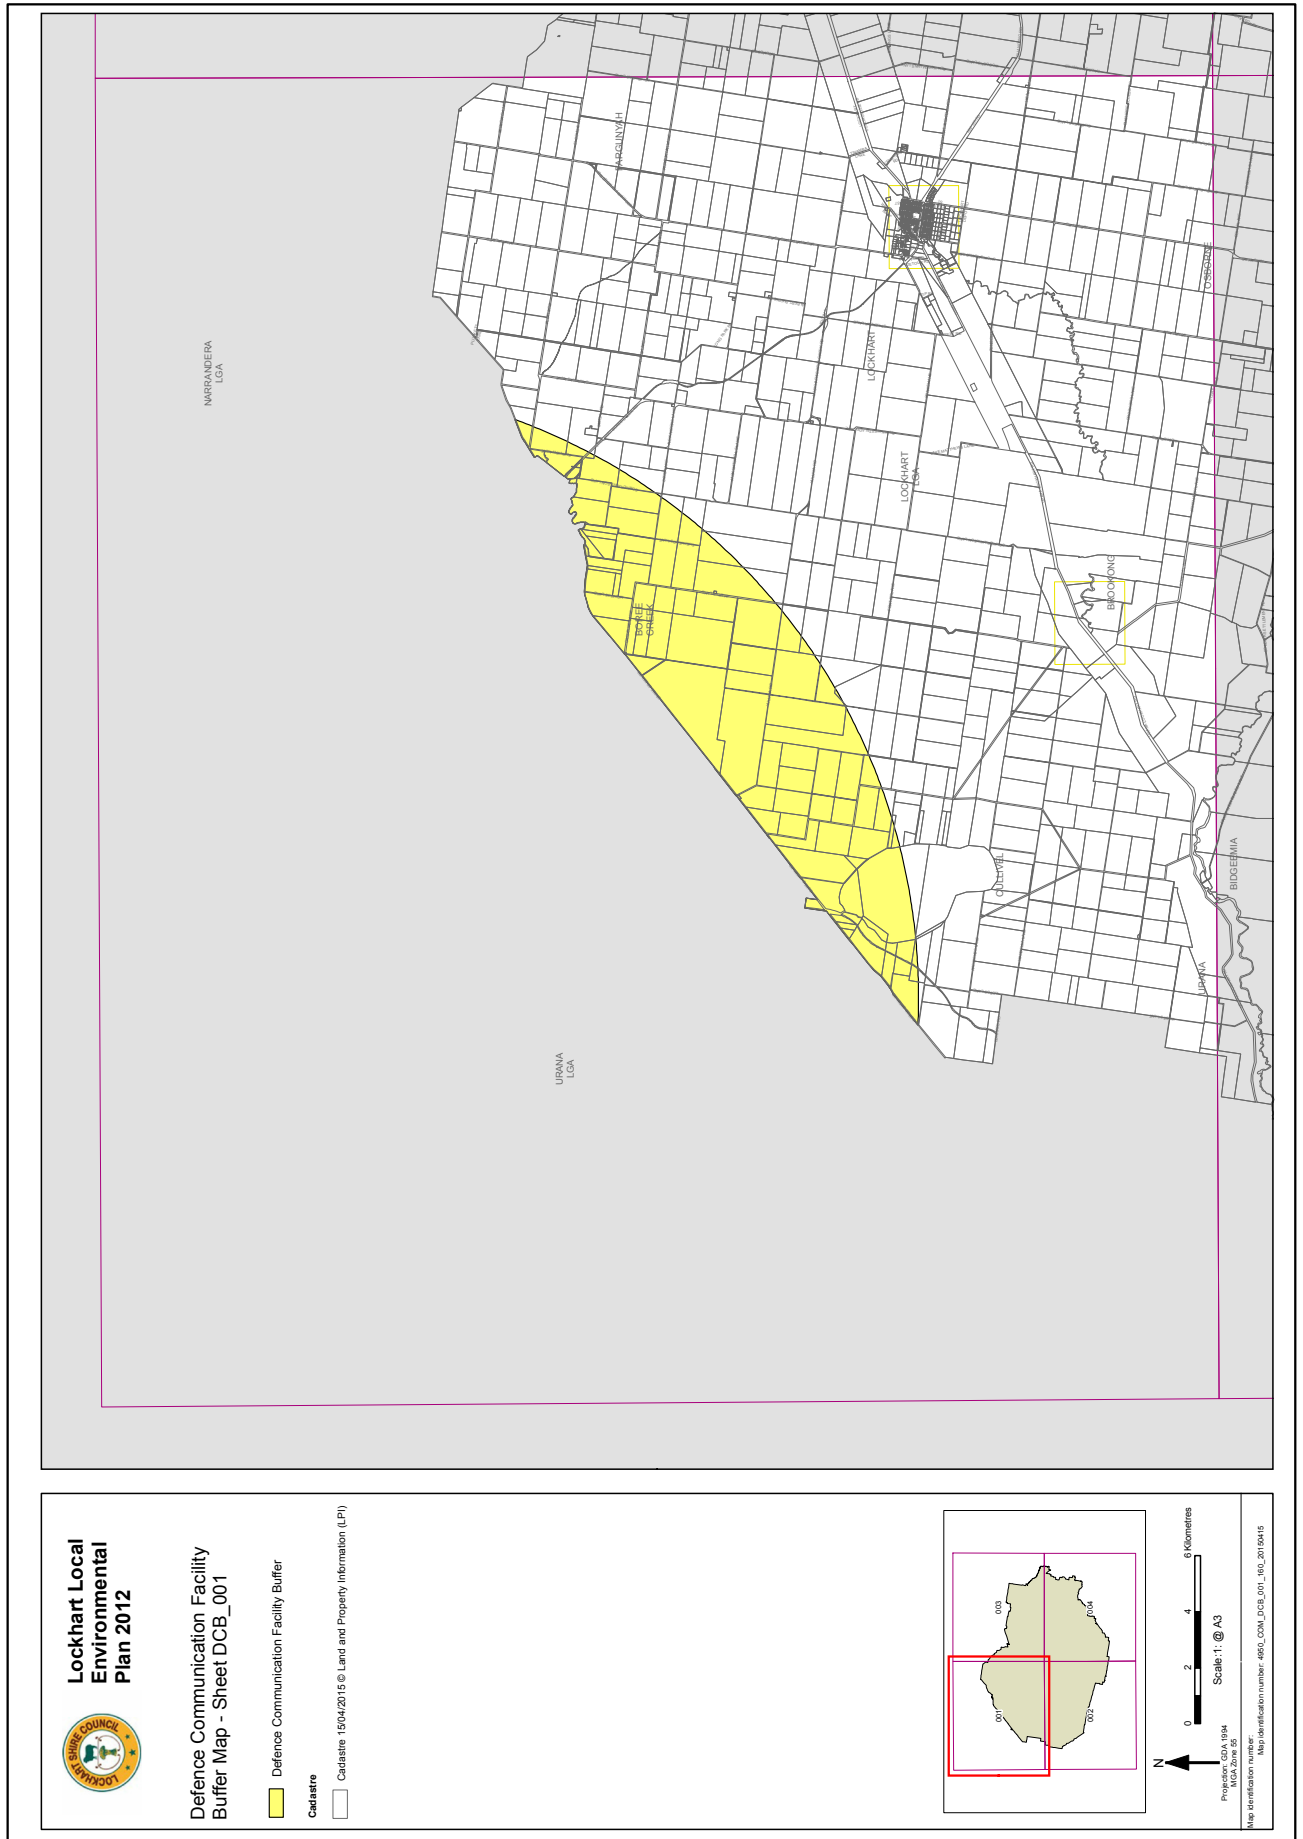 Lockhart Local
Environmental
Plan 2012
LOCKHART SHIRE COUNCIL
Defence Communication Facility
Buffer Map - Sheet DCB_001
Defence Communication Facility Buffer
Cadastre
Cadastre 15/04/2015 © Land and Property Information (LPI)
001
003
002
004
N
0
2
4
6 Kilometres
Scale:1: @ A3
Projection: GDA 1994
MGA Zone 55
Map identification number:
Map identification number: 4950_COM_DCB_001_160_20150415
NARRANDERA
LGA
URANA
LGA
FARGUNYAH
BOREE
CREEK
LOCKHART
LOCKHART
LGA
OSBORNE
BROOKONG
CULLIVEL
BIDGEEMIA
URANA